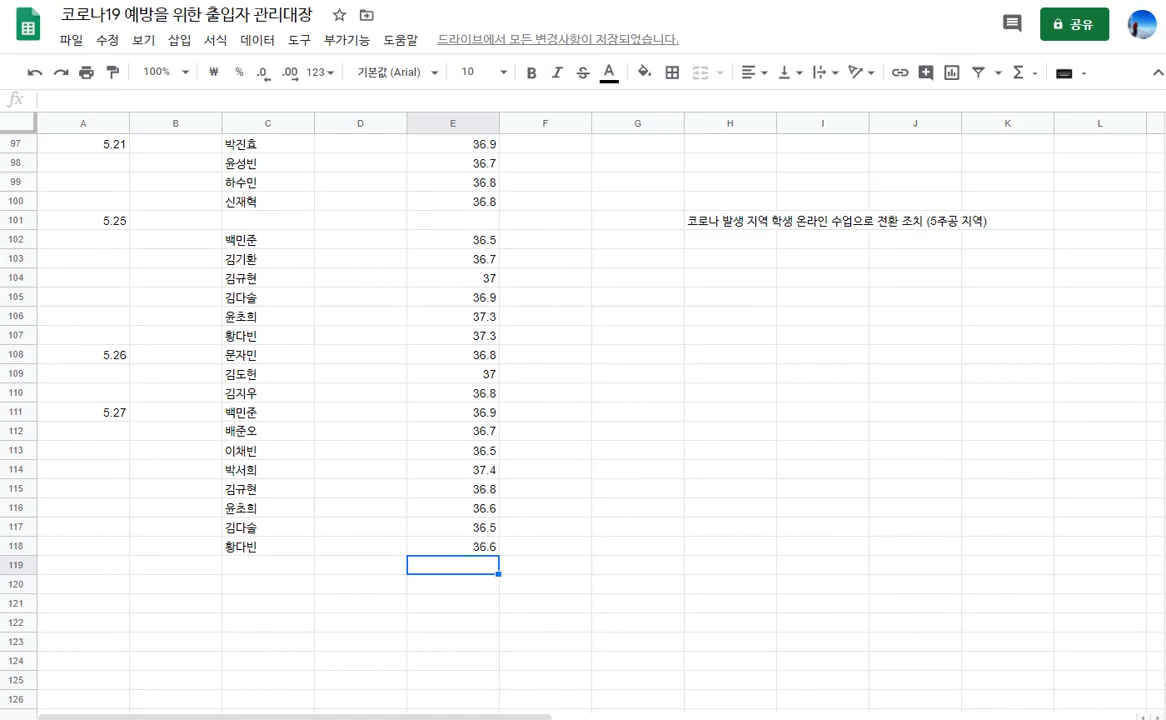 코로나19 예방을 위한 출입자 관리대장
공유
파일 수정 보기 삽입 서식 데이터 도구 부가기능 도움말 드라이브에서 모든 변경사항이 저장되었습니다.
100% ₩ % .0 .00 123 기본값 (Arial) 10 B I S A Σ
fx
A B C D E F G H I J K L
97 5.21 박진효 36.9
98 윤성빈 36.7
99 하수민 36.8
100 신재혁 36.8
101 5.25 코로나 발생 지역 학생 온라인 수업으로 전환 조치 (5주공 지역)
102 백민준 36.5
103 김기환 36.7
104 김규현 37
105 김다솔 36.9
106 윤초희 37.3
107 황다빈 37.3
108 5.26 문자민 36.8
109 김도헌 37
110 김지우 36.8
111 5.27 백민준 36.9
112 배준오 36.7
113 이채빈 36.5
114 박서희 37.4
115 김규현 36.8
116 윤초희 36.6
117 김다솔 36.5
118 황다빈 36.6
119
120
121
122
123
124
125
126